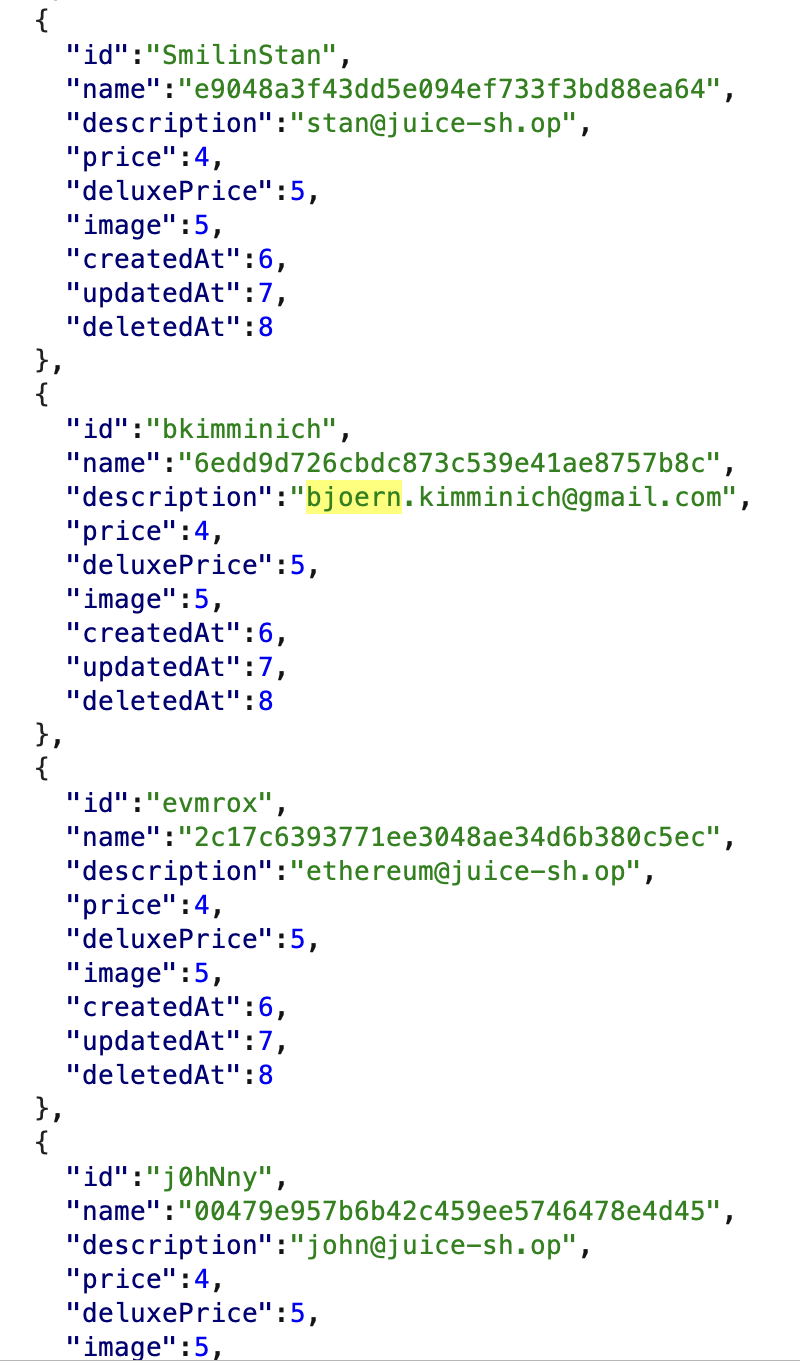 {
"id":"SmilinStan",
"name":"e9048a3f43dd5e094ef733f3bd88ea64",
"description":"stan@juice-sh.op",
"price":4,
"deluxePrice":5,
"image":5,
"createdAt":6,
"updatedAt":7,
"deletedAt":8
},
{
"id":"bkimminich",
"name":"6edd9d726cbdc873c539e41ae8757b8c",
"description":"bjoern.kimminich@gmail.com",
"price":4,
"deluxePrice":5,
"image":5,
"createdAt":6,
"updatedAt":7,
"deletedAt":8
},
{
"id":"evmrox",
"name":"2c17c6393771ee3048ae34d6b380c5ec",
"description":"ethereum@juice-sh.op",
"price":4,
"deluxePrice":5,
"image":5,
"createdAt":6,
"updatedAt":7,
"deletedAt":8
},
{
"id":"j0hNny",
"name":"00479e957b6b42c459ee5746478e4d45",
"description":"john@juice-sh.op",
"price":4,
"deluxePrice":5,
"image":5,